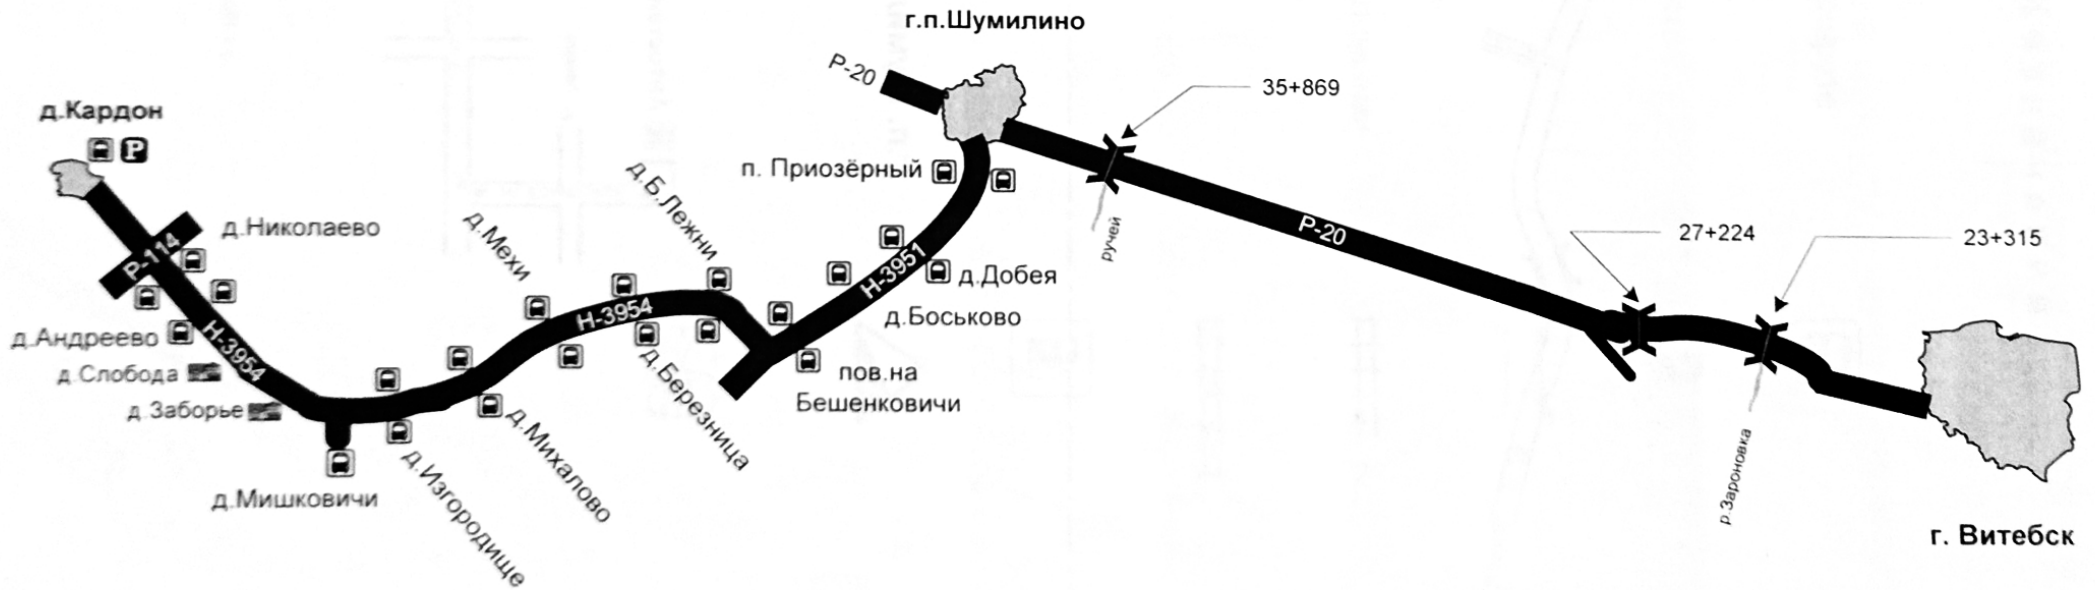 г.п.Шумилино
Р-20
35+869
д.Кардон
P
п. Приозёрный
д.Б.Лежни
ручей
Р-20
27+224
23+315
д.Николаево
Р-114
д.Мехи
Н-3951
д.Добея
д.Боськово
Н-3954
д.Андреево
Н-3954
д.Слобода
д.Заборье
д.Березница
пов.на
Бешенковичи
д.Михалово
д.Изгородище
д.Мишковичи
р.Зароновка
г. Витебск